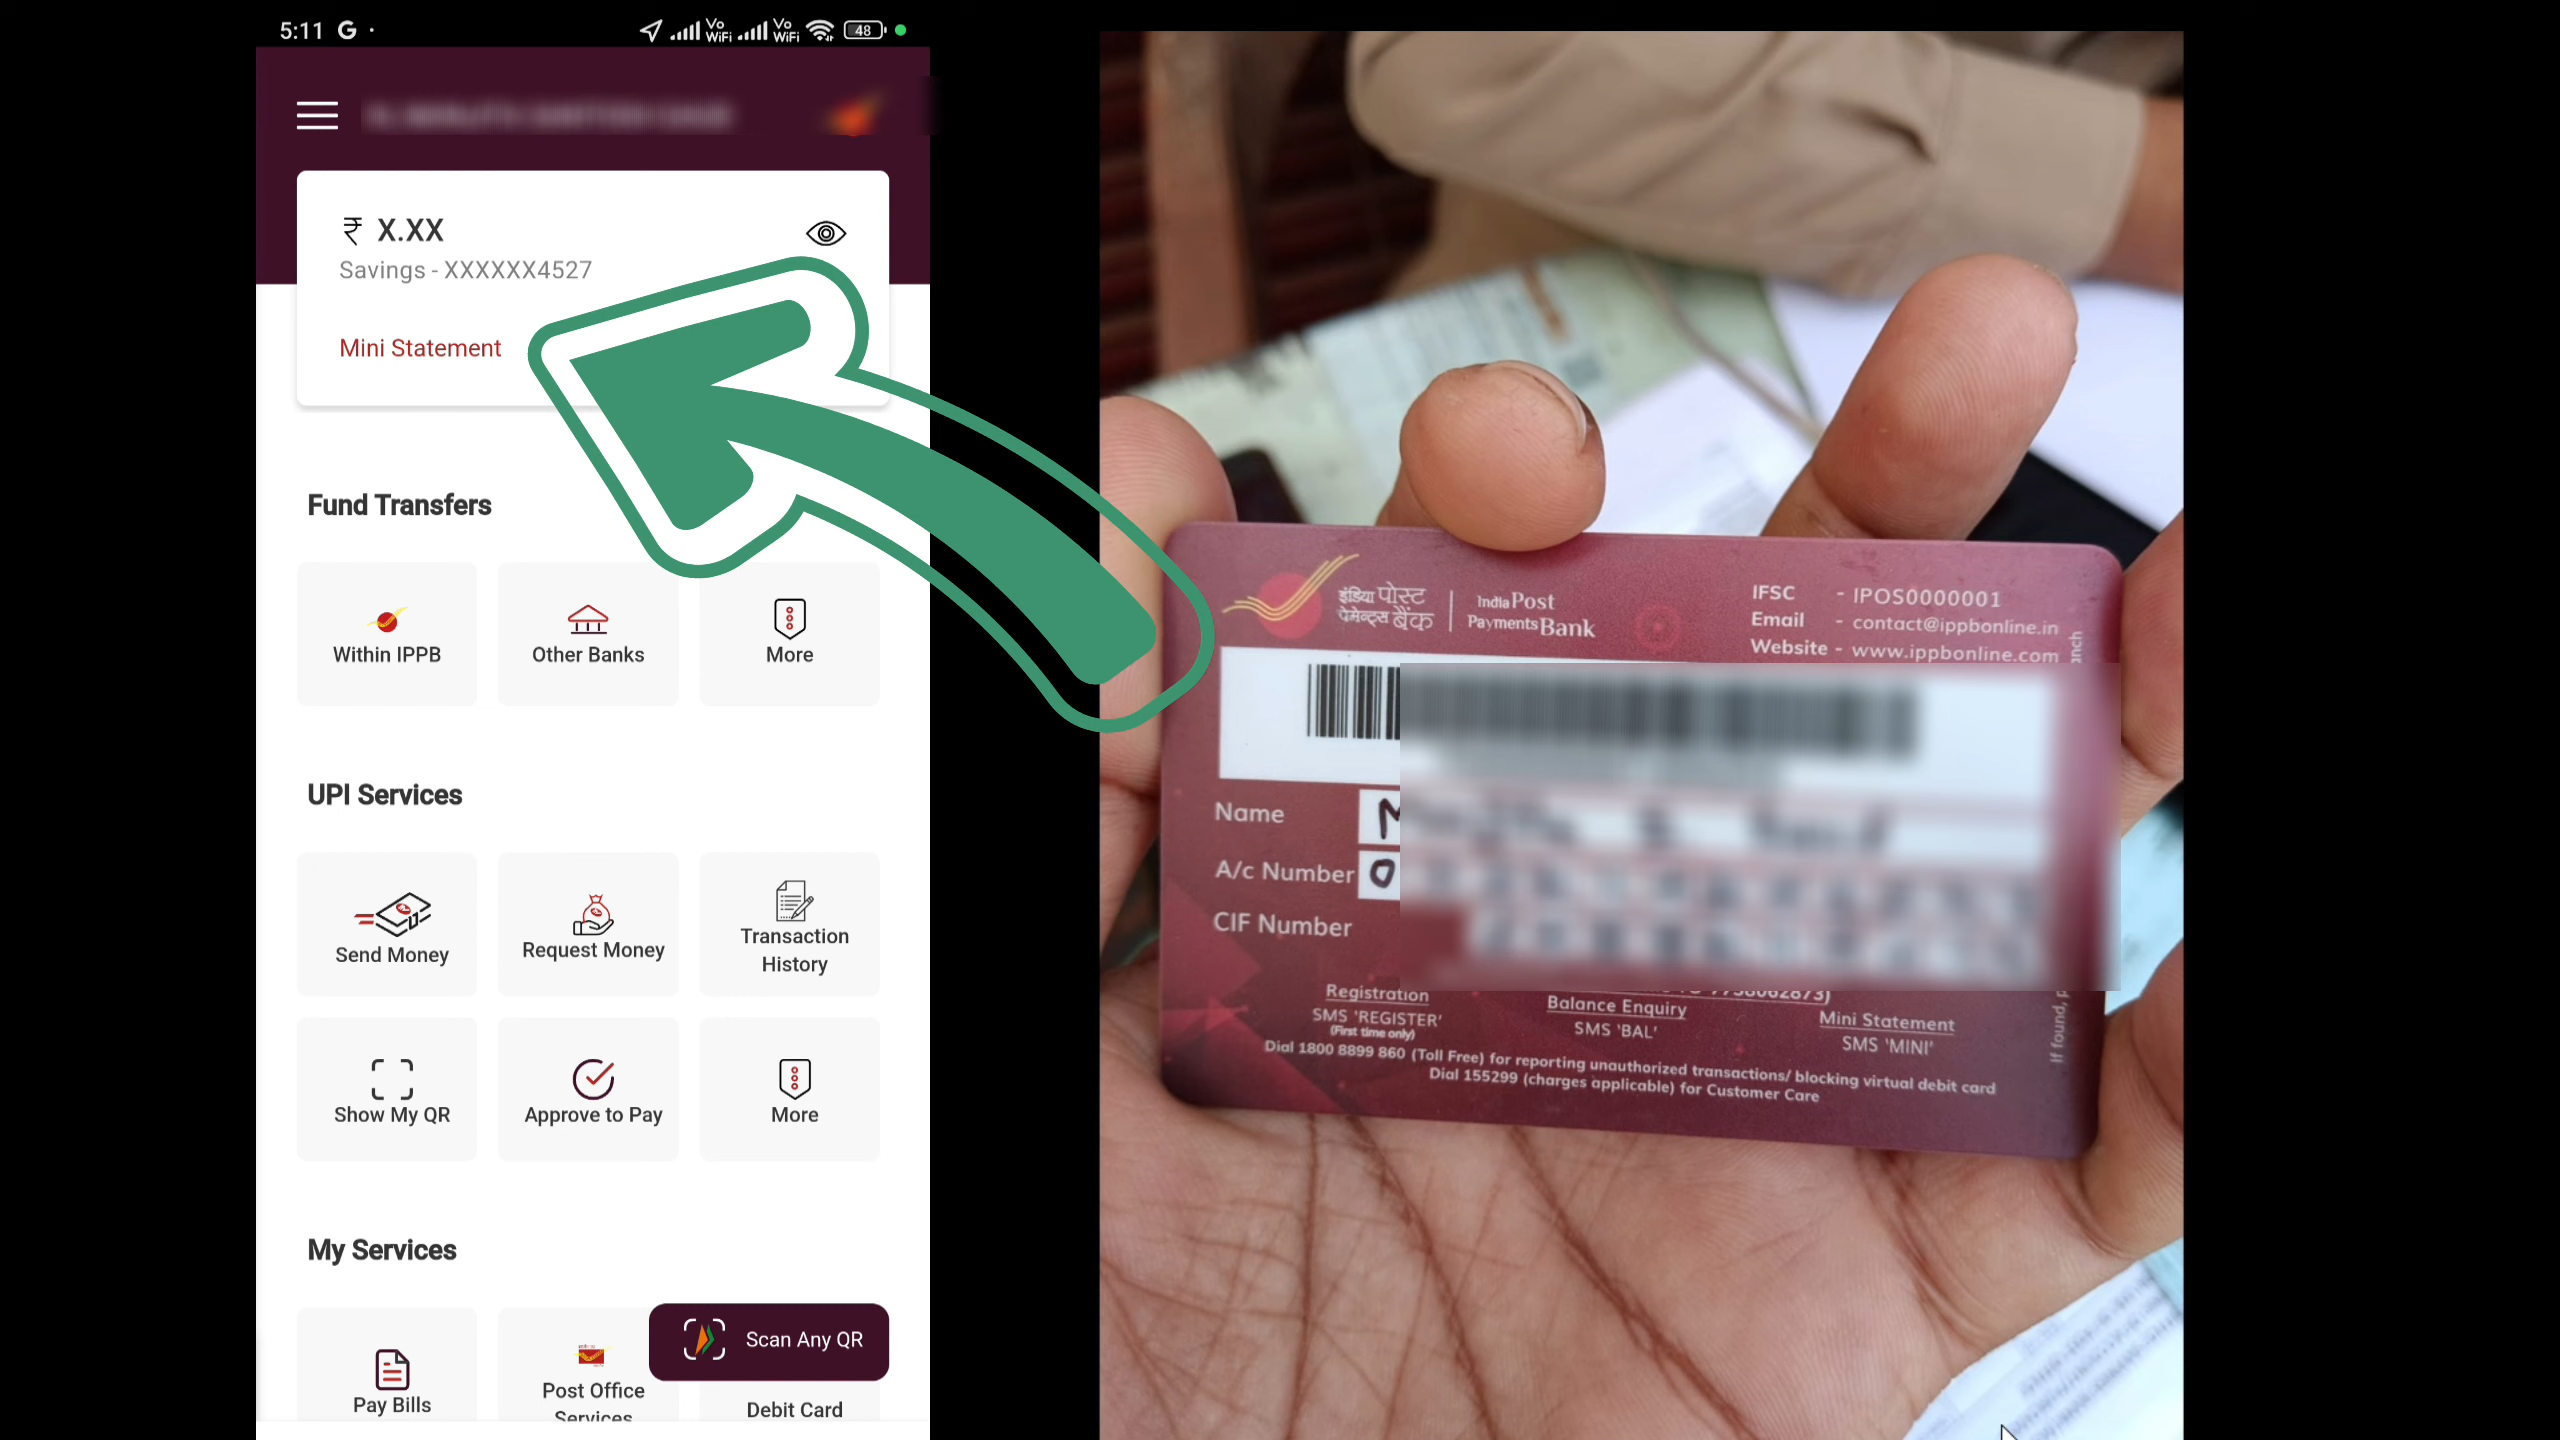 5:11 G
Vo
WiFi
Vo
WiFi
48
₹ X.XX
Savings - XXXXXX4527
Mini Statement
Fund Transfers
Within IPPB
Other Banks
More
UPI Services
Send Money
Request Money
Transaction
History
Show My QR
Approve to Pay
More
My Services
Pay Bills
Post Office
Services
Debit Card
Scan Any QR
इंडिया पोस्ट
पेमेन्ट्स बैंक
India Post
Payments Bank
IFSC - IPOS0000001
Email - contact@ippbonline.in
Website - www.ippbonline.com
Name M
A/c Number 0
CIF Number
Registration
SMS 'REGISTER'
(First time only)
Balance Enquiry
SMS 'BAL'
Mini Statement
SMS 'MINI'
Dial 1800 8899 860 (Toll Free) for reporting unauthorized transactions/ blocking virtual debit card
Dial 155299 (charges applicable) for Customer Care
If found,